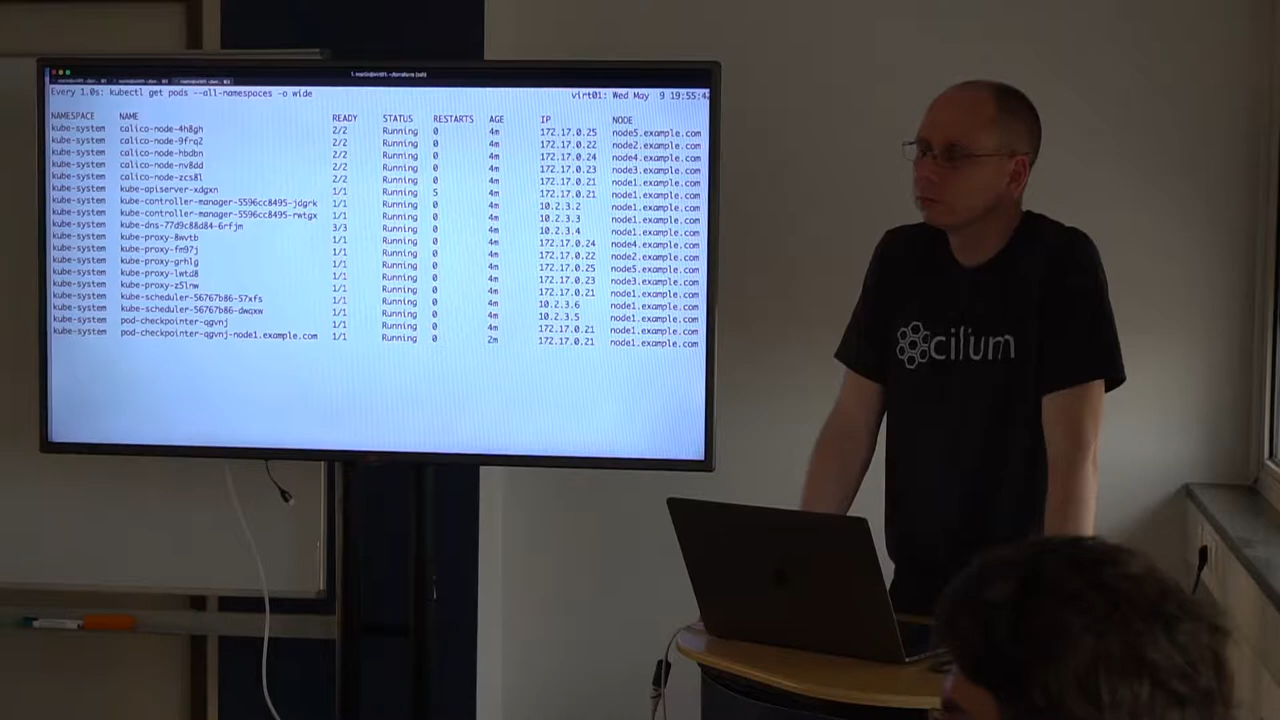 1. martin@virt01: ~/terraform (ssh)
Every 1.0s: kubectl get pods --all-namespaces -o wide virt01: Wed May 9 19:55:42
NAMESPACE NAME READY STATUS RESTARTS AGE IP NODE
kube-system calico-node-4h8gh 2/2 Running 0 4m 172.17.0.25 node5.example.com
kube-system calico-node-9frq2 2/2 Running 0 4m 172.17.0.22 node2.example.com
kube-system calico-node-hbdbn 2/2 Running 0 4m 172.17.0.24 node4.example.com
kube-system calico-node-nv8dd 2/2 Running 0 4m 172.17.0.23 node3.example.com
kube-system calico-node-zcs8l 2/2 Running 0 4m 172.17.0.21 node1.example.com
kube-system kube-apiserver-xdgxn 1/1 Running 5 4m 172.17.0.21 node1.example.com
kube-system kube-controller-manager-5596cc8495-jdgrk 1/1 Running 0 4m 10.2.3.2 node1.example.com
kube-system kube-controller-manager-5596cc8495-rwtgx 1/1 Running 0 4m 10.2.3.3 node1.example.com
kube-system kube-dns-77d9c88d84-6rfjm 3/3 Running 0 4m 10.2.3.4 node1.example.com
kube-system kube-proxy-8wvtb 1/1 Running 0 4m 172.17.0.24 node4.example.com
kube-system kube-proxy-fm97j 1/1 Running 0 4m 172.17.0.22 node2.example.com
kube-system kube-proxy-grhlg 1/1 Running 0 4m 172.17.0.25 node5.example.com
kube-system kube-proxy-lwtd8 1/1 Running 0 4m 172.17.0.23 node3.example.com
kube-system kube-proxy-z5lnw 1/1 Running 0 4m 172.17.0.21 node1.example.com
kube-system kube-scheduler-56767b86-57xfs 1/1 Running 0 4m 10.2.3.6 node1.example.com
kube-system kube-scheduler-56767b86-dwqxw 1/1 Running 0 4m 10.2.3.5 node1.example.com
kube-system pod-checkpointer-qgvnj 1/1 Running 0 4m 172.17.0.21 node1.example.com
kube-system pod-checkpointer-qgvnj-node1.example.com 1/1 Running 0 2m 172.17.0.21 node1.example.com
cilium